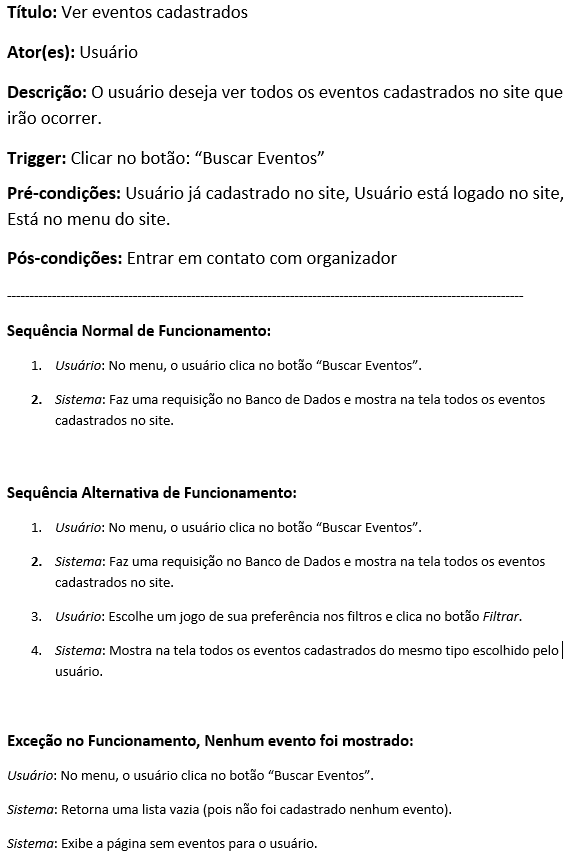 Título: Ver eventos cadastrados
Ator(es): Usuário
Descrição: O usuário deseja ver todos os eventos cadastrados no site que
irão ocorrer.
Trigger: Clicar no botão: “Buscar Eventos”
Pré-condições: Usuário já cadastrado no site, Usuário está logado no site,
Está no menu do site.
Pós-condições: Entrar em contato com organizador
--------------------------------------------------------------------------------------------------------------------
Sequência Normal de Funcionamento:
1. Usuário: No menu, o usuário clica no botão “Buscar Eventos”.
2. Sistema: Faz uma requisição no Banco de Dados e mostra na tela todos os eventos
cadastrados no site.
Sequência Alternativa de Funcionamento:
1. Usuário: No menu, o usuário clica no botão “Buscar Eventos”.
2. Sistema: Faz uma requisição no Banco de Dados e mostra na tela todos os eventos
cadastrados no site.
3. Usuário: Escolhe um jogo de sua preferência nos filtros e clica no botão Filtrar.
4. Sistema: Mostra na tela todos os eventos cadastrados do mesmo tipo escolhido pelo
usuário.
Exceção no Funcionamento, Nenhum evento foi mostrado:
Usuário: No menu, o usuário clica no botão “Buscar Eventos”.
Sistema: Retorna uma lista vazia (pois não foi cadastrado nenhum evento).
Sistema: Exibe a página sem eventos para o usuário.